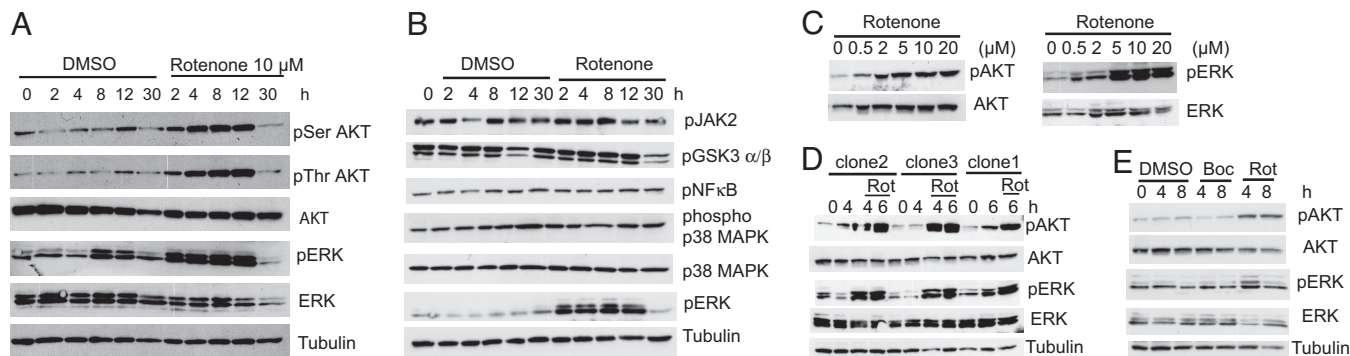 A
DMSO
Rotenone 10 µM
0 2 4 8 12 30 2 4 8 12 30 h
pSer AKT
pThr AKT
AKT
pERK
ERK
Tubulin
B
DMSO
Rotenone
0 2 4 8 12 30 2 4 8 12 30 h
pJAK2
pGSK3 α/β
pNFκB
phospho
p38 MAPK
p38 MAPK
pERK
Tubulin
C
Rotenone
0 0.5 2 5 10 20 (µM)
pAKT
AKT
Rotenone
0 0.5 2 5 10 20 (µM)
pERK
ERK
D
clone2 clone3 clone1
Rot Rot Rot
0 4 4 6 0 4 4 6 0 6 6 h
pAKT
AKT
pERK
ERK
Tubulin
E
DMSO Boc Rot
0 4 8 4 8 4 8 h
pAKT
AKT
pERK
ERK
Tubulin